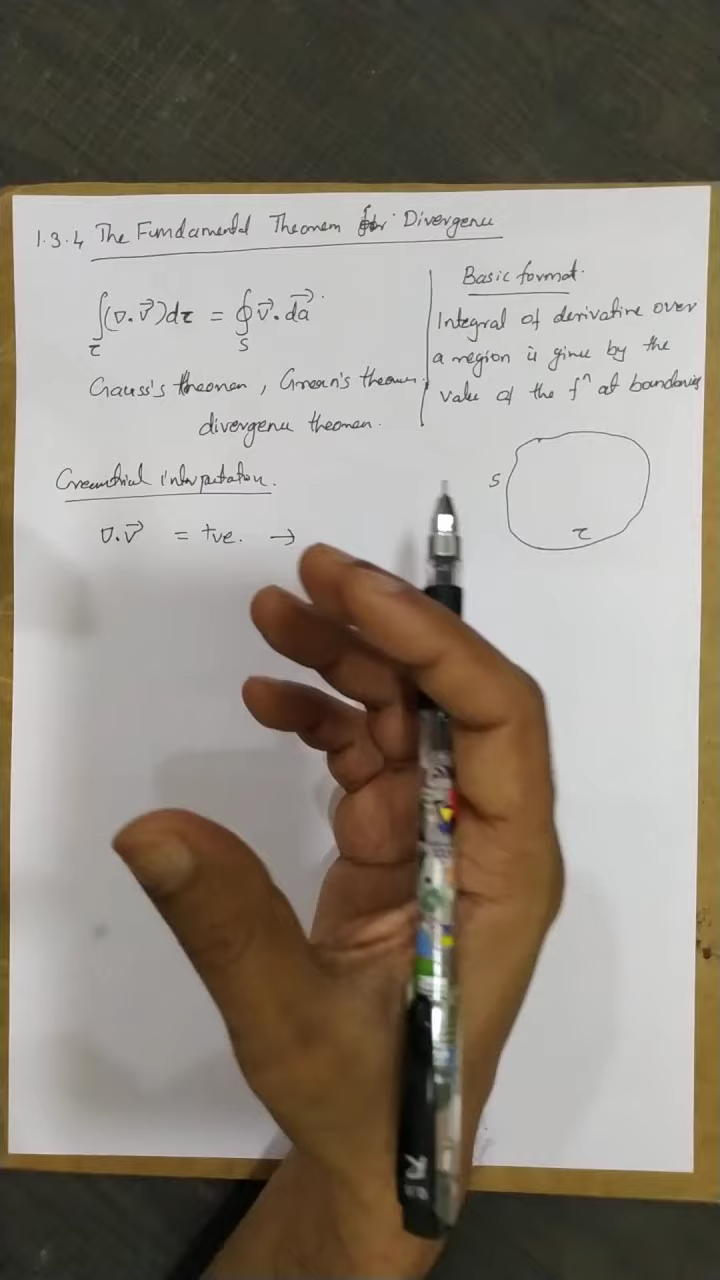 1.3.4 The Fundamental Theorem for Divergence
∫(∇.v⃗)dτ = ∮v⃗.da⃗
τ S
Gauss's theorem, Green's theorem,
divergence theorem.
Basic format.
Integral of derivative over
a region is given by the
value of the fⁿ at boundaries
S
τ
Geometrical interpretation.
∇.v⃗ = +ve. →